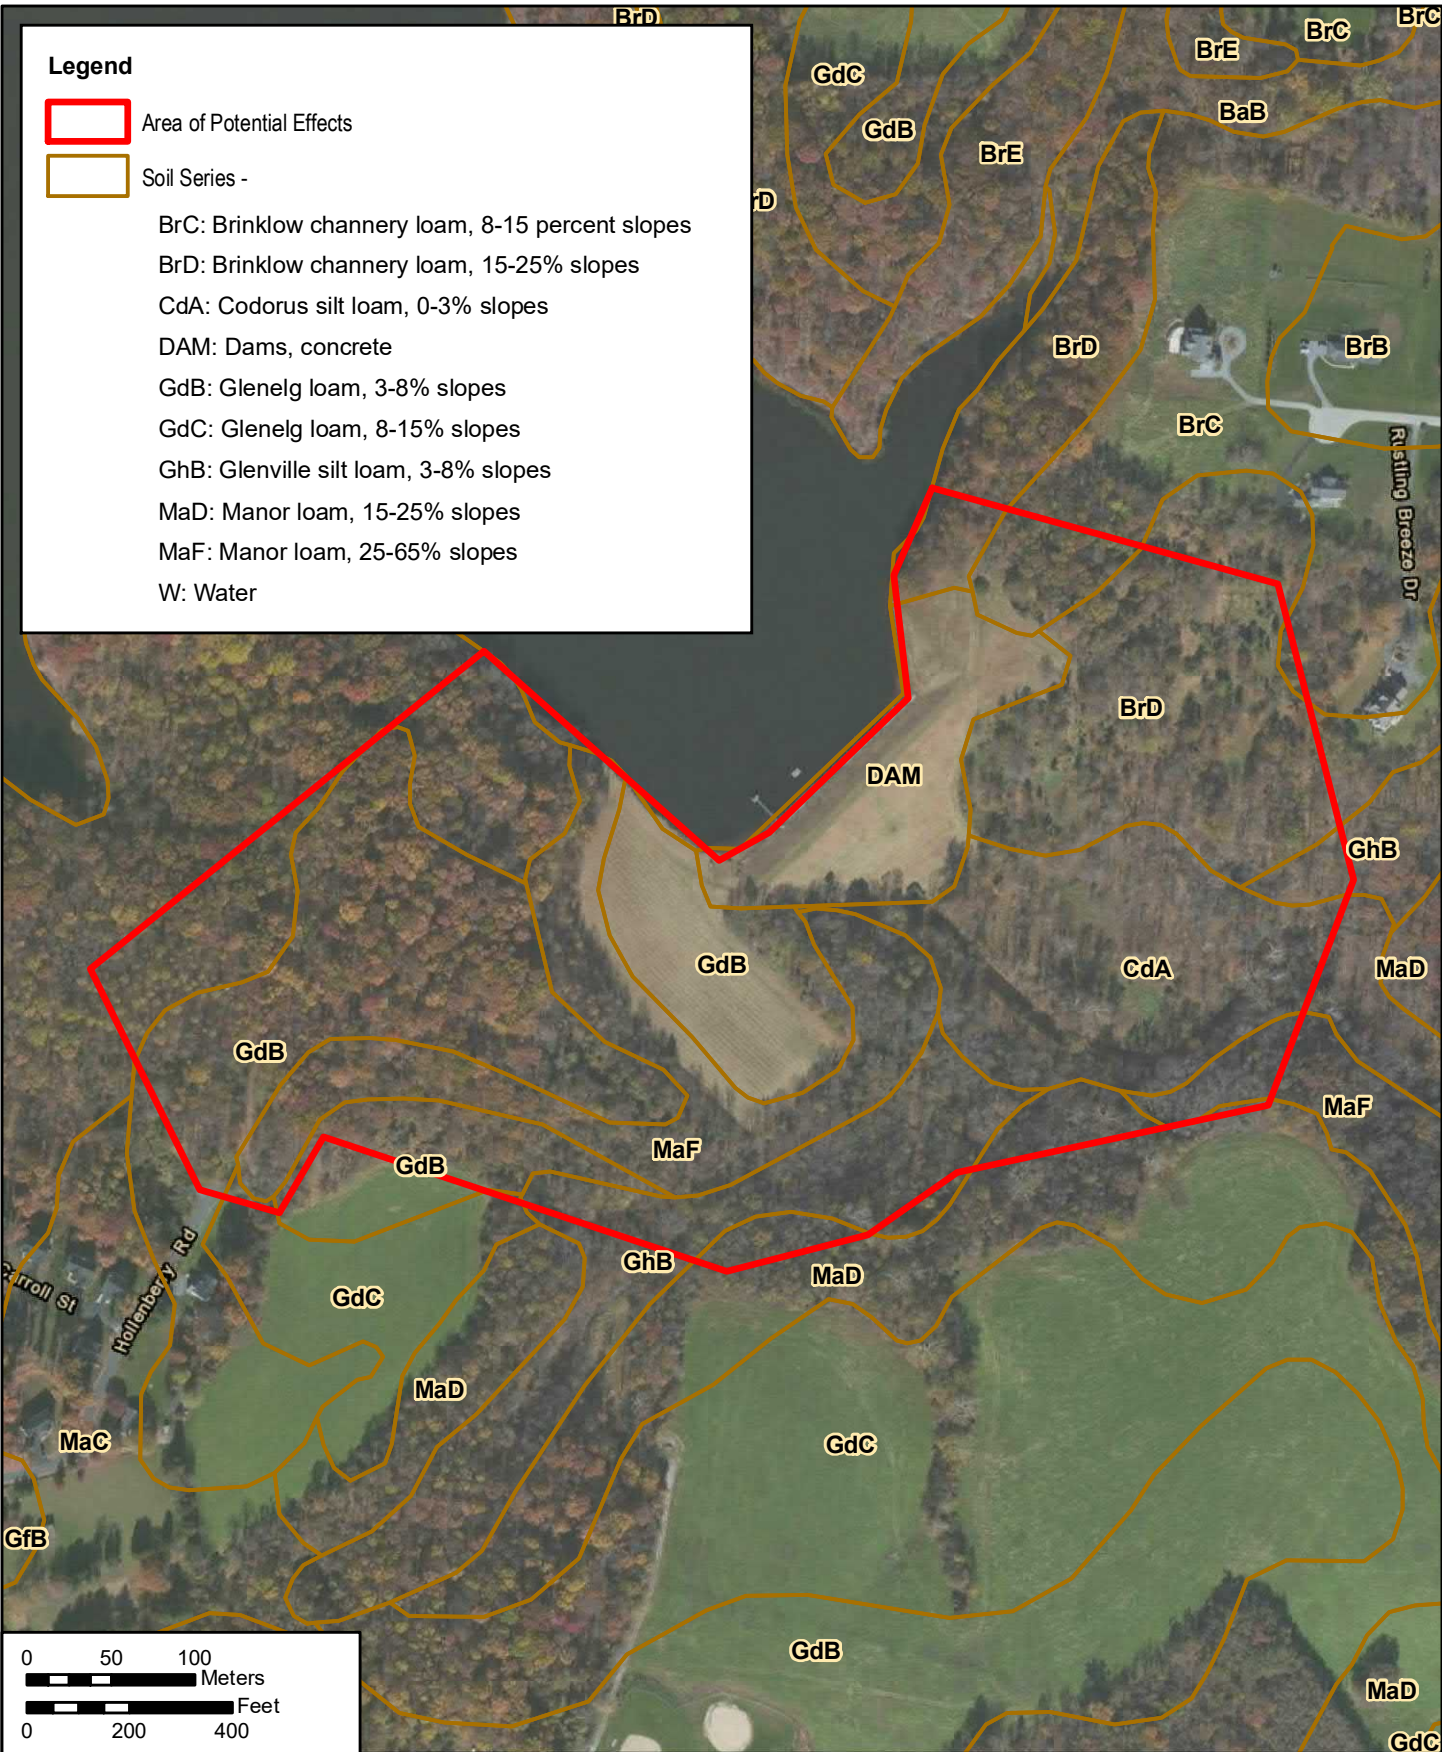 Legend
Area of Potential Effects
Soil Series -
BrC: Brinklow channery loam, 8-15 percent slopes
BrD: Brinklow channery loam, 15-25% slopes
CdA: Codorus silt loam, 0-3% slopes
DAM: Dams, concrete
GdB: Glenelg loam, 3-8% slopes
GdC: Glenelg loam, 8-15% slopes
GhB: Glenville silt loam, 3-8% slopes
MaD: Manor loam, 15-25% slopes
MaF: Manor loam, 25-65% slopes
W: Water
BrD
BrC
BrC
BrE
GdC
BaB
GdB
BrE
rD
BrD
BrB
BrC
Rustling Breeze Dr
BrD
DAM
GhB
GdB
CdA
MaD
GdB
MaF
MaF
GdB
GhB
MaD
Hollenberry Rd
Carroll St
GdC
MaD
MaC
GdC
GfB
GdB
MaD
GdC
0 50 100
Meters
Feet
0 200 400